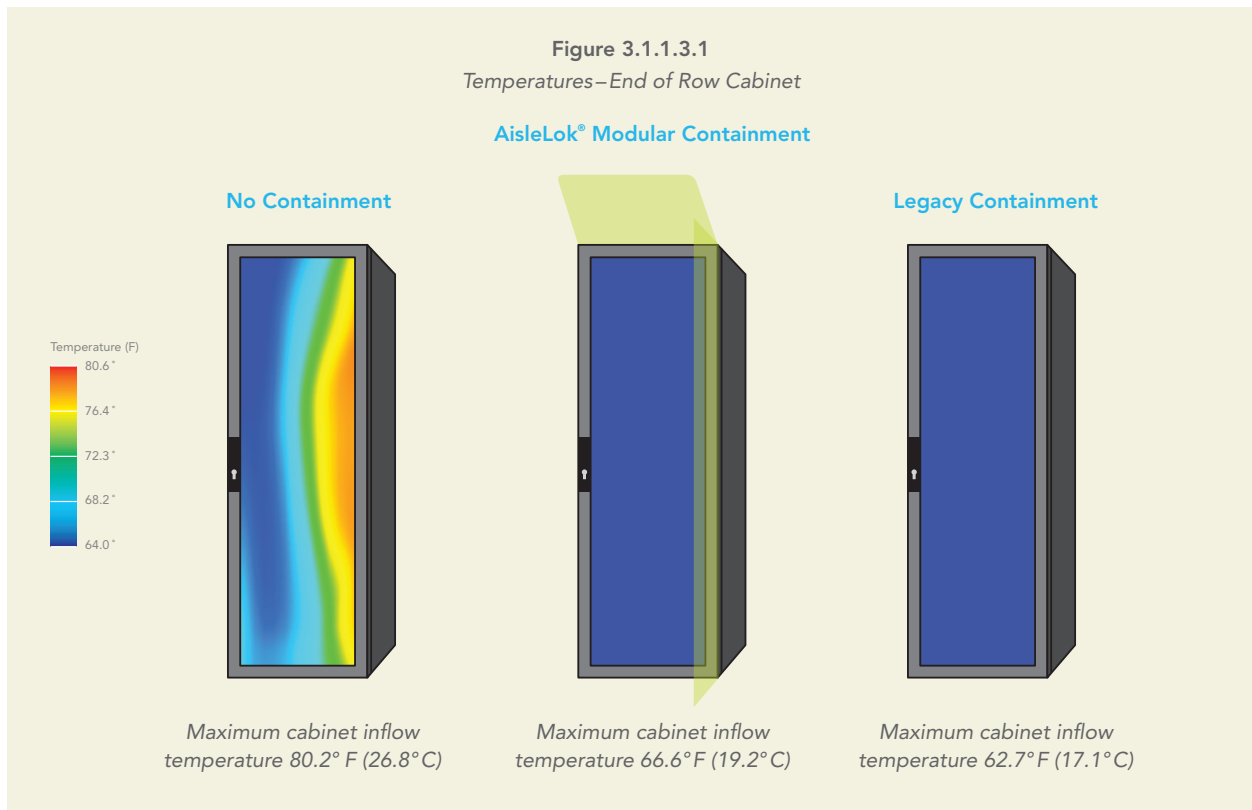 Figure 3.1.1.3.1
Temperatures–End of Row Cabinet
AisleLok® Modular Containment
No Containment
Legacy Containment
Temperature (F)
80.6°
76.4°
72.3°
68.2°
64.0°
Maximum cabinet inflow
temperature 80.2° F (26.8°C)
Maximum cabinet inflow
temperature 66.6°F (19.2°C)
Maximum cabinet inflow
temperature 62.7°F (17.1°C)